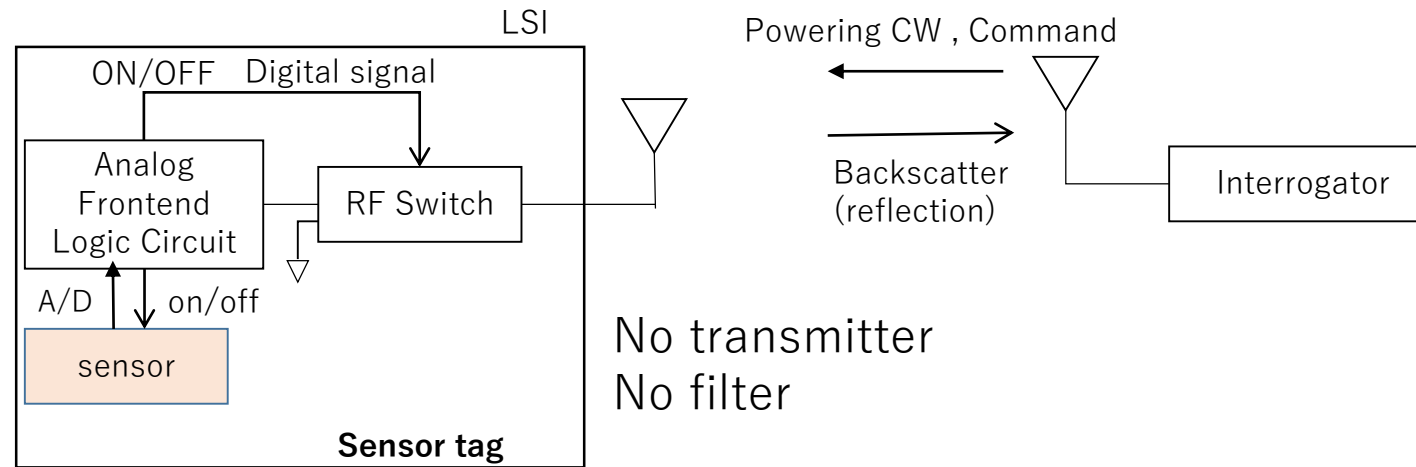 LSI
Powering CW , Command
ON/OFF Digital signal
Analog
Frontend
Logic Circuit
RF Switch
Backscatter
(reflection)
Interrogator
A/D
on/off
sensor
No transmitter
No filter
Sensor tag